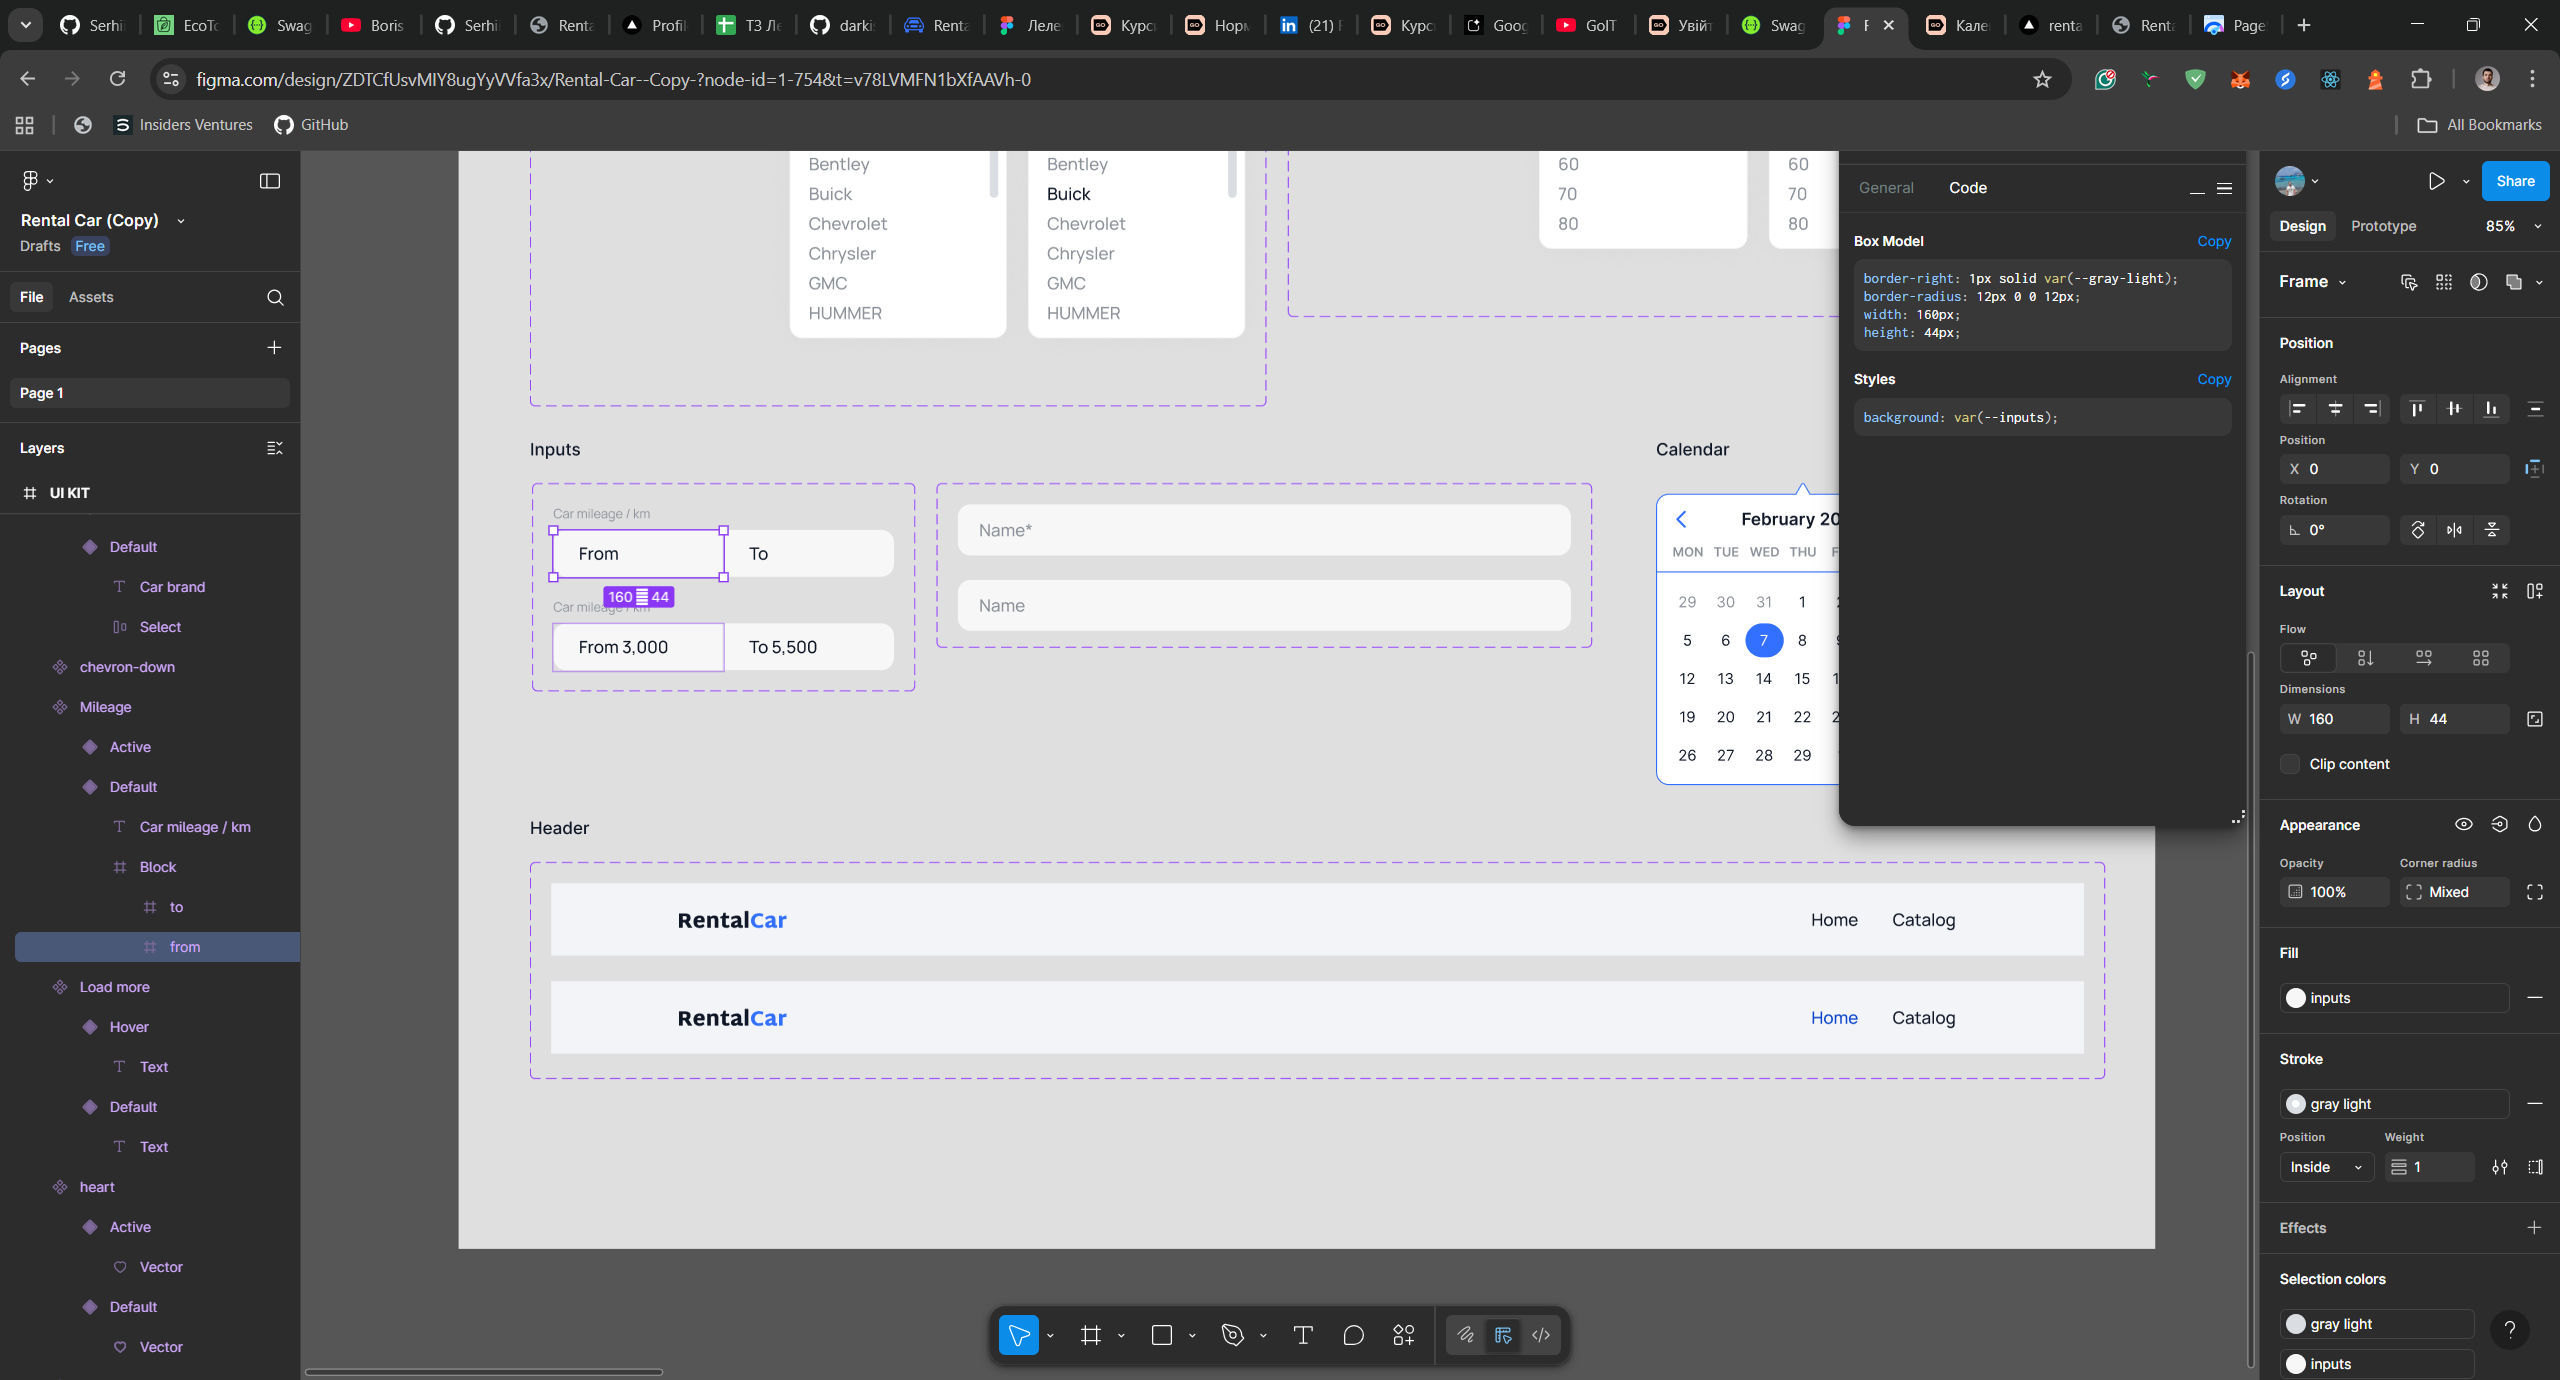 Serhi
EcoTo
Swag
Boris
Serhi
Renta
Profil
ТЗ Ле
darki
Renta
Леле
Курс
Норм
(21) F
Курс
Goog
GoIT
Увій
Swag
F
Кале
renta
Renta
Page
figma.com/design/ZDTCfUsvMIY8ugYyVVfa3x/Rental-Car--Copy-?node-id=1-754&t=v78LVMFN1bXfAAVh-0
Insiders Ventures
GitHub
All Bookmarks
Rental Car (Copy)
Drafts Free
File Assets
Pages
Page 1
Layers
UI KIT
Default
Car brand
Select
chevron-down
Mileage
Active
Default
Car mileage / km
Block
to
from
Load more
Hover
Text
Default
Text
heart
Active
Vector
Default
Vector
Bentley
Buick
Chevrolet
Chrysler
GMC
HUMMER
Bentley
Buick
Chevrolet
Chrysler
GMC
HUMMER
60
70
80
60
70
80
Inputs
Car mileage / km
From To
160 44
Car mileage / km
From 3,000 To 5,500
Name*
Name
Calendar
February 20
MON TUE WED THU F
29 30 31 1
5 6 7 8
12 13 14 15
19 20 21 22
26 27 28 29
Header
RentalCar Home Catalog
RentalCar Home Catalog
General Code
Box Model Copy
border-right: 1px solid var(--gray-light);
border-radius: 12px 0 0 12px;
width: 160px;
height: 44px;
Styles Copy
background: var(--inputs);
Share
Design Prototype 85%
Frame
Position
Alignment
Position
X 0 Y 0
Rotation
0°
Layout
Flow
Dimensions
W 160 H 44
Clip content
Appearance
Opacity Corner radius
100% Mixed
Fill
inputs
Stroke
gray light
Position Weight
Inside 1
Effects
Selection colors
gray light
inputs
?